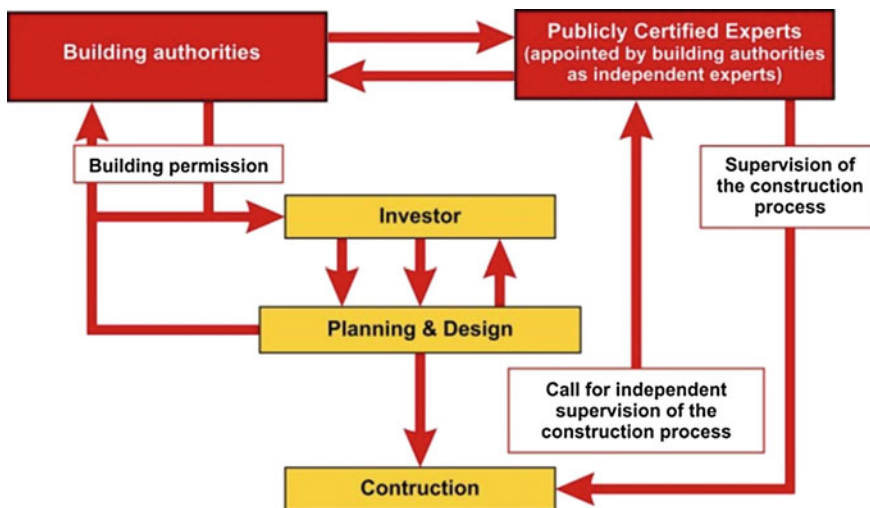 Building authorities
Publicly Certified Experts
(appointed by building authorities
as independent experts)
Building permission
Supervision of
the construction
process
Investor
Planning & Design
Call for independent
supervision of the
construction process
Contruction